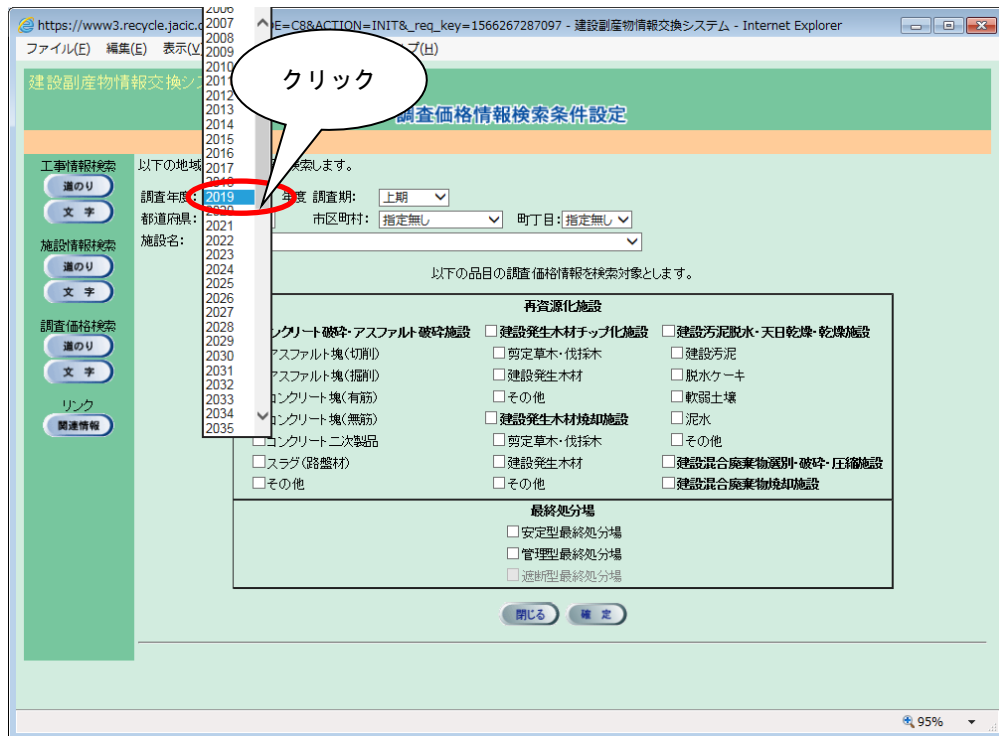 https://www3.recycle.jacic.o
DE=C8&ACTION=INIT&_req_key=1566267287097 - 建設副産物情報交換システム - Internet Explorer
ファイル(F) 編集(E) 表示(V)
プ(H)
建設副産物情報交換シ
調査価格情報検索条件設定
クリック
工事情報検索
道のり
文 字
施設情報検索
道のり
文 字
調査価格検索
道のり
文 字
リンク
関連情報
以下の地域
検索します。
調査年度:
年度 調査期: 上期
都道府県:
市区町村: 指定無し 町丁目: 指定無し
施設名:
2006
2007
2008
2009
2010
2011
2012
2013
2014
2015
2016
2017
2018
2019
2020
2021
2022
2023
2024
2025
2026
2027
2028
2029
2030
2031
2032
2033
2034
2035
以下の品目の調査価格情報を検索対象とします。
再資源化施設
ンクリート破砕・アスファルト破砕施設 建設発生木材チップ化施設 建設汚泥脱水・天日乾燥・乾燥施設
アスファルト塊(切削) 剪定草木・伐採木 建設汚泥
アスファルト塊(掘削) 建設発生木材 脱水ケーキ
コンクリート塊(有筋) その他 軟弱土壌
コンクリート塊(無筋) 建設発生木材焼却施設 泥水
コンクリート二次製品 剪定草木・伐採木 その他
スラグ(路盤材) 建設発生木材 建設混合廃棄物選別・破砕・圧縮施設
その他 その他 建設混合廃棄物焼却施設
最終処分場
安定型最終処分場
管理型最終処分場
遮断型最終処分場
閉じる 確 定
95%